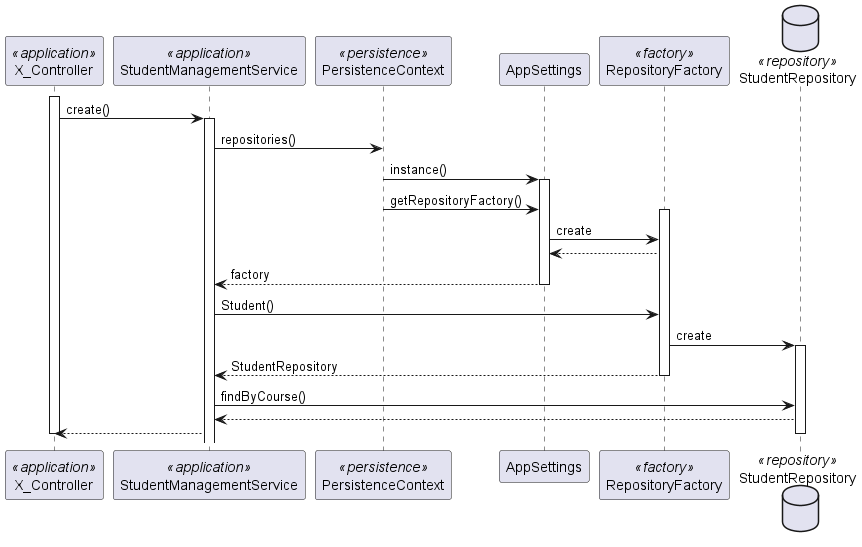 «repository»
StudentRepository
«application»
X_Controller
«application»
StudentManagementService
«persistence»
PersistenceContext
AppSettings
«factory»
RepositoryFactory
create()
repositories()
instance()
getRepositoryFactory()
create
factory
Student()
create
StudentRepository
findByCourse()
«application»
X_Controller
«application»
StudentManagementService
«persistence»
PersistenceContext
AppSettings
«factory»
RepositoryFactory
«repository»
StudentRepository